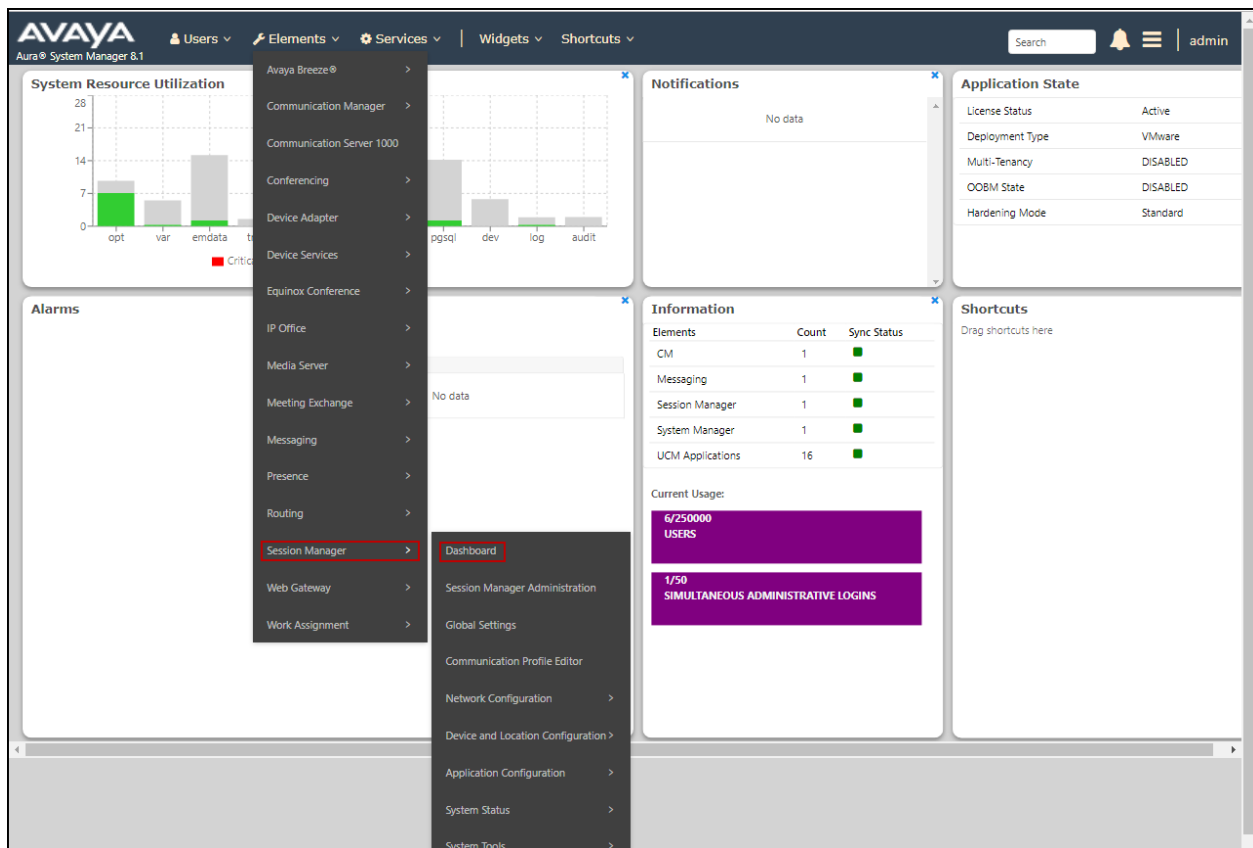 AVAYA
Aura® System Manager 8.1
Users
Elements
Services
Widgets
Shortcuts
Search
admin
System Resource Utilization
28
21
14
7
0
opt var emdata pgsql dev log audit
Avaya Breeze®
Communication Manager
Communication Server 1000
Conferencing
Device Adapter
Device Services
Equinox Conference
IP Office
Media Server
Meeting Exchange
Messaging
Presence
Routing
Session Manager
Web Gateway
Work Assignment
Dashboard
Session Manager Administration
Global Settings
Communication Profile Editor
Network Configuration
Device and Location Configuration
Application Configuration
System Status
System Tools
Alarms
No data
Notifications
No data
Application State
License Status Active
Deployment Type VMware
Multi-Tenancy DISABLED
OOBM State DISABLED
Hardening Mode Standard
Information
Elements Count Sync Status
CM 1
Messaging 1
Session Manager 1
System Manager 1
UCM Applications 16
Current Usage:
6/250000
USERS
1/50
SIMULTANEOUS ADMINISTRATIVE LOGINS
Shortcuts
Drag shortcuts here